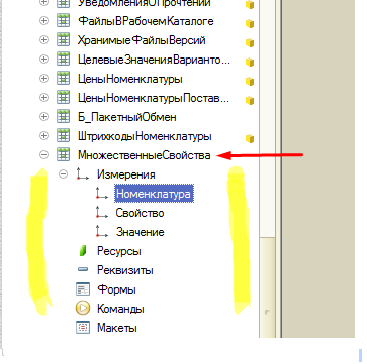 УведомленияОПрочтении
ФайлыВРабочемКаталоге
ХранимыеФайлыВерсий
ЦелевыеЗначенияВарианто...
ЦеныНоменклатуры
ЦеныНоменклатурыПостав...
Б_ПакетныйОбмен
ШтрихкодыНоменклатуры
МножественныеСвойства
Измерения
Номенклатура
Свойство
Значение
Ресурсы
Реквизиты
Формы
Команды
Макеты